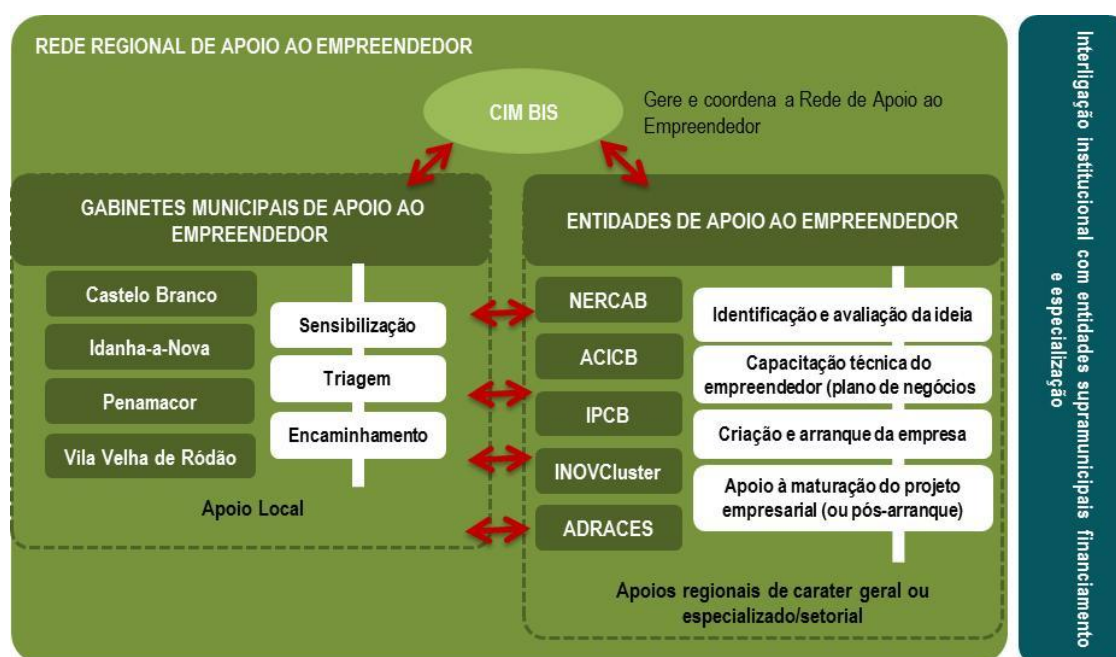 REDE REGIONAL DE APOIO AO EMPREENDEDOR
CIM BIS
Gere e coordena a Rede de Apoio ao
Empreendedor
GABINETES MUNICIPAIS DE APOIO AO
EMPREENDEDOR
Castelo Branco
Idanha-a-Nova
Penamacor
Vila Velha de Ródão
Sensibilização
Triagem
Encaminhamento
Apoio Local
ENTIDADES DE APOIO AO EMPREENDEDOR
NERCAB
ACICB
IPCB
INOVCluster
ADRACES
Identificação e avaliação da ideia
Capacitação técnica do
empreendedor (plano de negócios
Criação e arranque da empresa
Apoio à maturação do projeto
empresarial (ou pós-arranque)
Apoios regionais de carater geral ou
especializado/setorial
Interligação institucional com entidades supramunicipais financiamento
e especialização